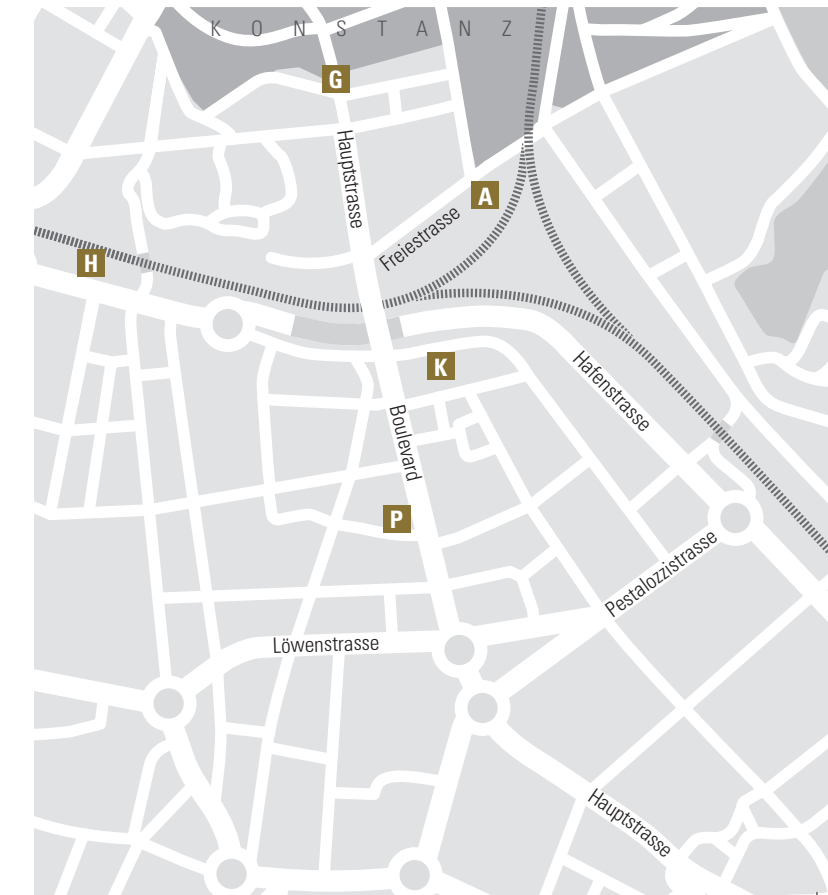 K O N S T A N Z
G
Hauptstrasse
A
Freiestrasse
H
K
Hafenstrasse
Boulevard
P
Pestalozzistrasse
Löwenstrasse
Hauptstrasse